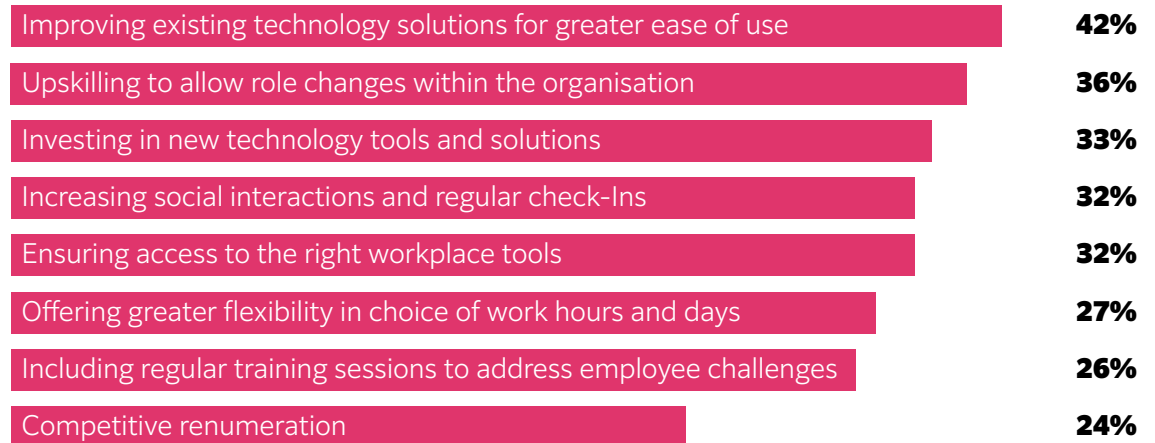 Improving existing technology solutions for greater ease of use 42%
Upskilling to allow role changes within the organisation 36%
Investing in new technology tools and solutions 33%
Increasing social interactions and regular check-Ins 32%
Ensuring access to the right workplace tools 32%
Offering greater flexibility in choice of work hours and days 27%
Including regular training sessions to address employee challenges 26%
Competitive renumeration 24%